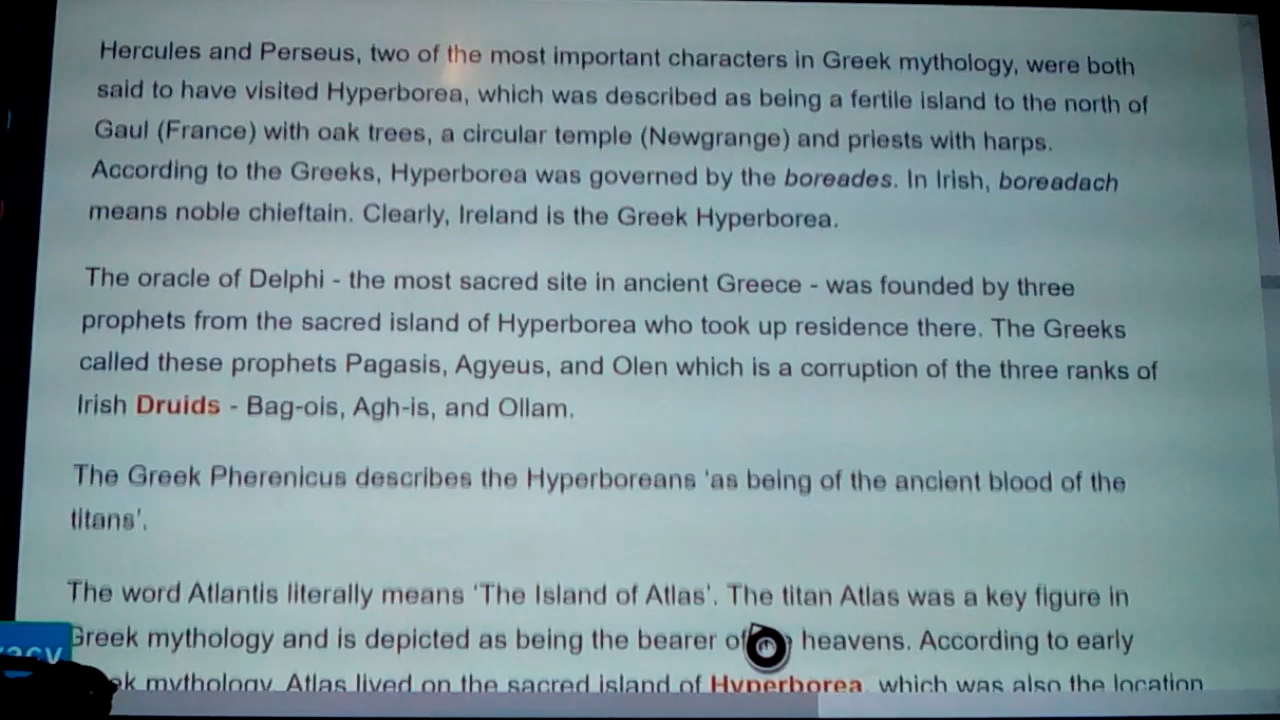 Hercules and Perseus, two of the most important characters in Greek mythology, were both
said to have visited Hyperborea, which was described as being a fertile island to the north of
Gaul (France) with oak trees, a circular temple (Newgrange) and priests with harps.
According to the Greeks, Hyperborea was governed by the boreades. In Irish, boreadach
means noble chieftain. Clearly, Ireland is the Greek Hyperborea.
The oracle of Delphi - the most sacred site in ancient Greece - was founded by three
prophets from the sacred island of Hyperborea who took up residence there. The Greeks
called these prophets Pagasis, Agyeus, and Olen which is a corruption of the three ranks of
Irish Druids - Bag-ois, Agh-is, and Ollam.
The Greek Pherenicus describes the Hyperboreans 'as being of the ancient blood of the
titans'.
The word Atlantis literally means 'The Island of Atlas'. The titan Atlas was a key figure in
Greek mythology and is depicted as being the bearer of heavens. According to early
mythology, Atlas lived on the sacred island of Hyperborea, which was also the location